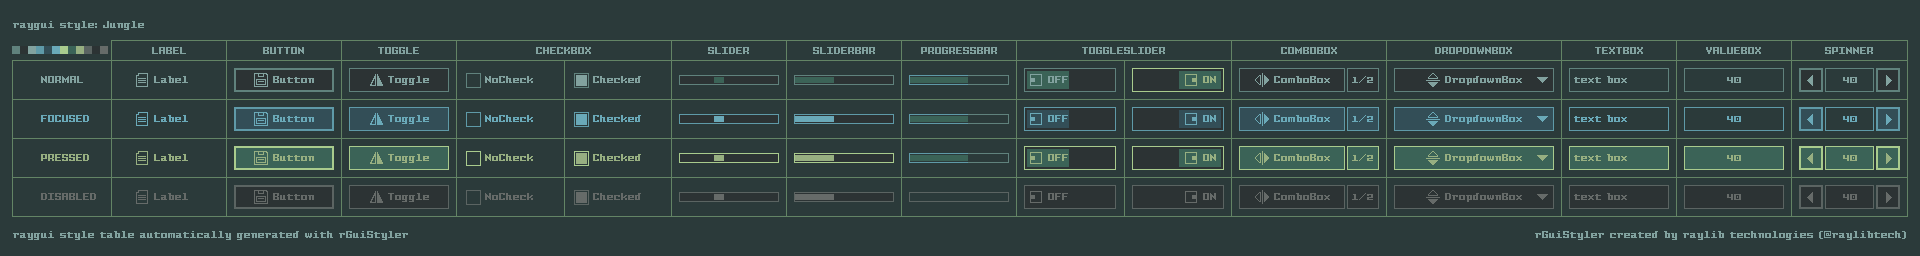 raygui style: Jungle
LABEL BUTTON TOGGLE CHECKBOX SLIDER SLIDERBAR PROGRESSBAR TOGGLESLIDER COMBOBOX DROPDOWNBOX TEXTBOX VALUEBOX SPINNER
NORMAL Label Button Toggle NoCheck Checked OFF ON ComboBox 1/2 DropdownBox text box 40 40
FOCUSED Label Button Toggle NoCheck Checked OFF ON ComboBox 1/2 DropdownBox text box 40 40
PRESSED Label Button Toggle NoCheck Checked OFF ON ComboBox 1/2 DropdownBox text box 40 40
DISABLED Label Button Toggle NoCheck Checked OFF ON ComboBox 1/2 DropdownBox text box 40 40
raygui style table automatically generated with rGuiStyler
rGuiStyler created by raylib technologies (@raylibtech)